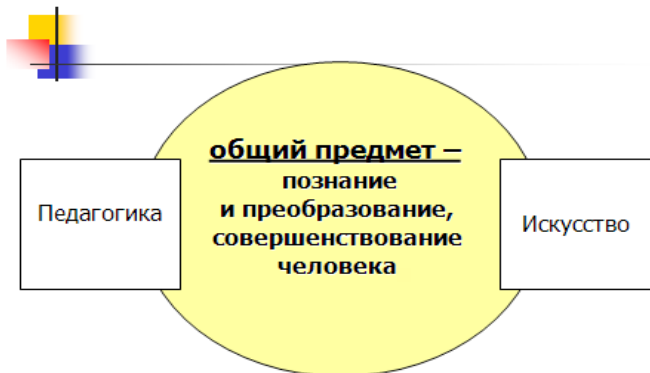 общий предмет –
познание
и преобразование,
совершенствование
человека
Педагогика
Искусство